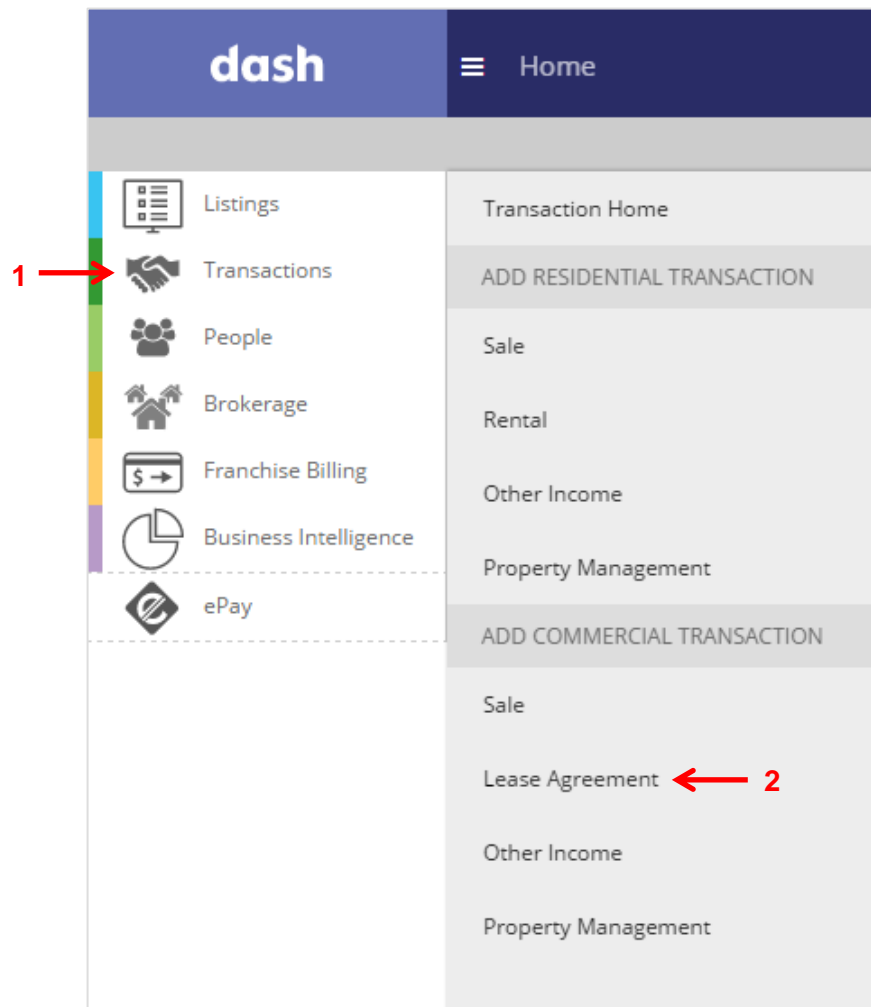 dash
Home
Listings
Transaction Home
1
Transactions
ADD RESIDENTIAL TRANSACTION
People
Sale
Brokerage
Rental
$
Franchise Billing
Other Income
Business Intelligence
Property Management
ePay
ADD COMMERCIAL TRANSACTION
Sale
Lease Agreement
2
Other Income
Property Management